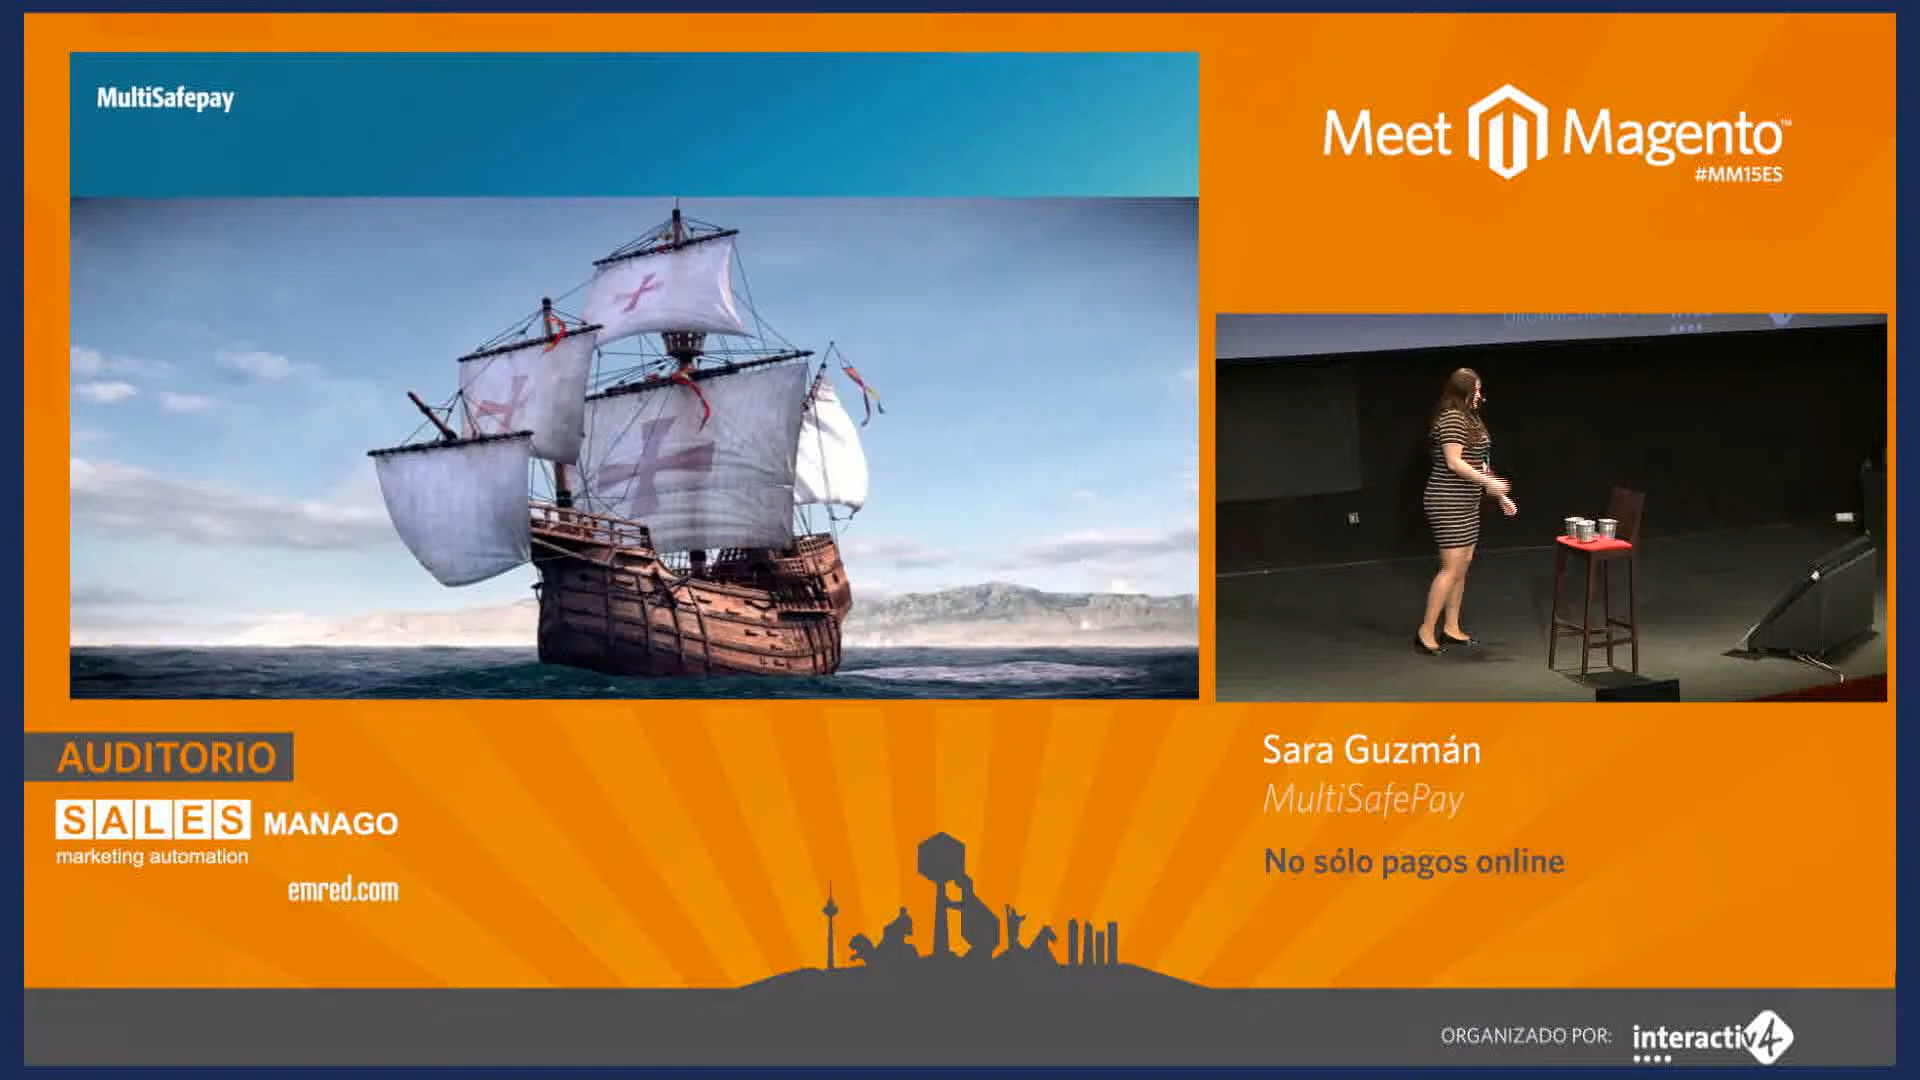 MultiSafepay
Meet Magento™
#MM15ES
AUDITORIO
SALES MANAGO
marketing automation
emred.com
Sara Guzmán
MultiSafePay
No sólo pagos online
ORGANIZADO POR: interactiv4